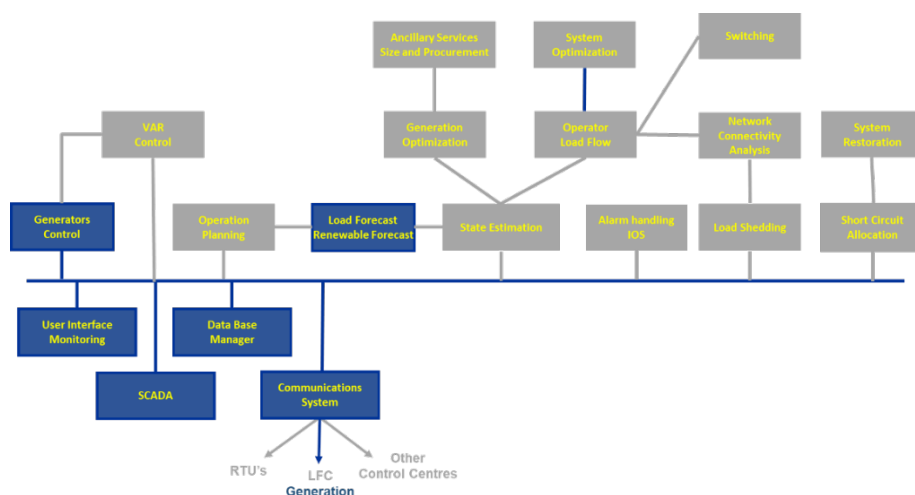 Ancillary Services
Size and Procurement
System
Optimization
Switching
VAR
Control
Generation
Optimization
Operator
Load Flow
Network
Connectivity
Analysis
System
Restoration
Generators
Control
Operation
Planning
Load Forecast
Renewable Forecast
State Estimation
Alarm handling
IOS
Load Shedding
Short Circuit
Allocation
User Interface
Monitoring
Data Base
Manager
SCADA
Communications
System
RTU's
LFC
Generation
Other
Control Centres